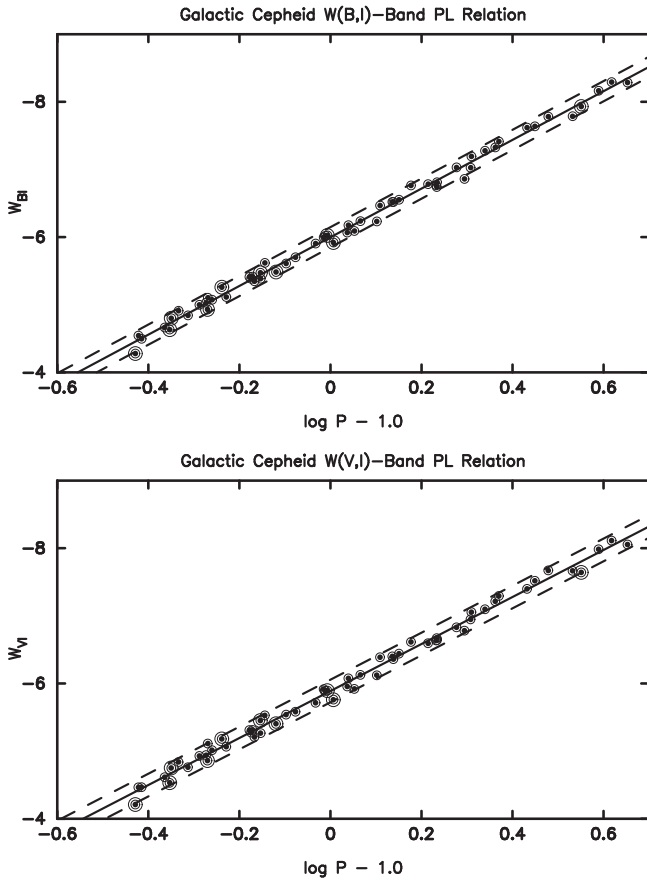 Galactic Cepheid W(B,I)−Band PL Relation
−8
−6
−4
W_BI
−0.6 −0.4 −0.2 0 0.2 0.4 0.6
log P − 1.0
Galactic Cepheid W(V,I)−Band PL Relation
−8
−6
−4
W_VI
−0.6 −0.4 −0.2 0 0.2 0.4 0.6
log P − 1.0